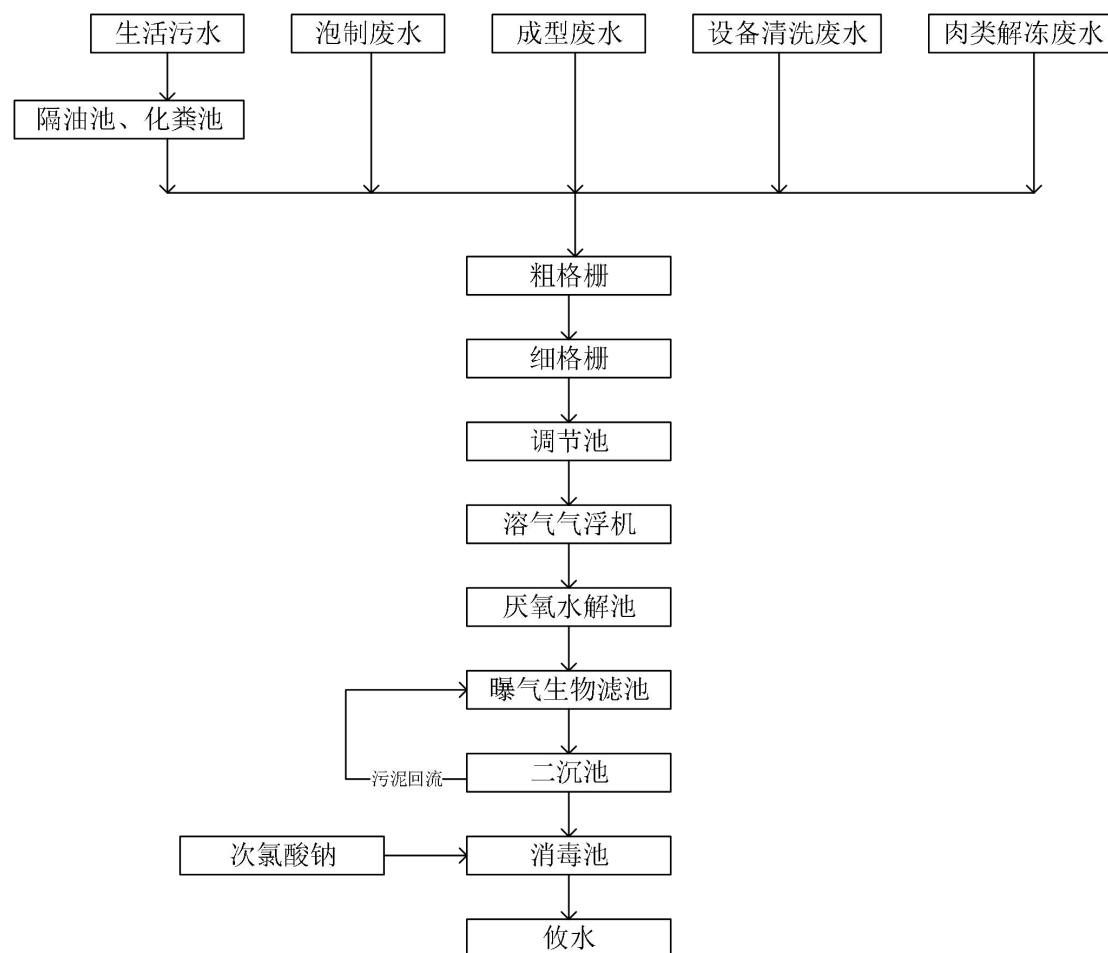 生活污水
泡制废水
成型废水
设备清洗废水
肉类解冻废水
隔油池、化粪池
粗格栅
细格栅
调节池
溶气气浮机
厌氧水解池
曝气生物滤池
污泥回流
二沉池
次氯酸钠
消毒池
攸水